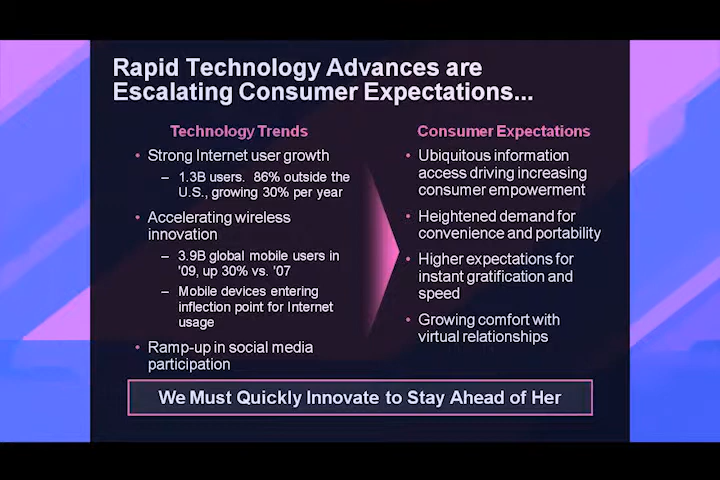 Rapid Technology Advances are
Escalating Consumer Expectations...
Technology Trends
• Strong Internet user growth
– 1.3B users. 86% outside the
U.S., growing 30% per year
• Accelerating wireless
innovation
– 3.9B global mobile users in
'09, up 30% vs. '07
– Mobile devices entering
inflection point for Internet
usage
• Ramp-up in social media
participation
Consumer Expectations
• Ubiquitous information
access driving increasing
consumer empowerment
• Heightened demand for
convenience and portability
• Higher expectations for
instant gratification and
speed
• Growing comfort with
virtual relationships
We Must Quickly Innovate to Stay Ahead of Her